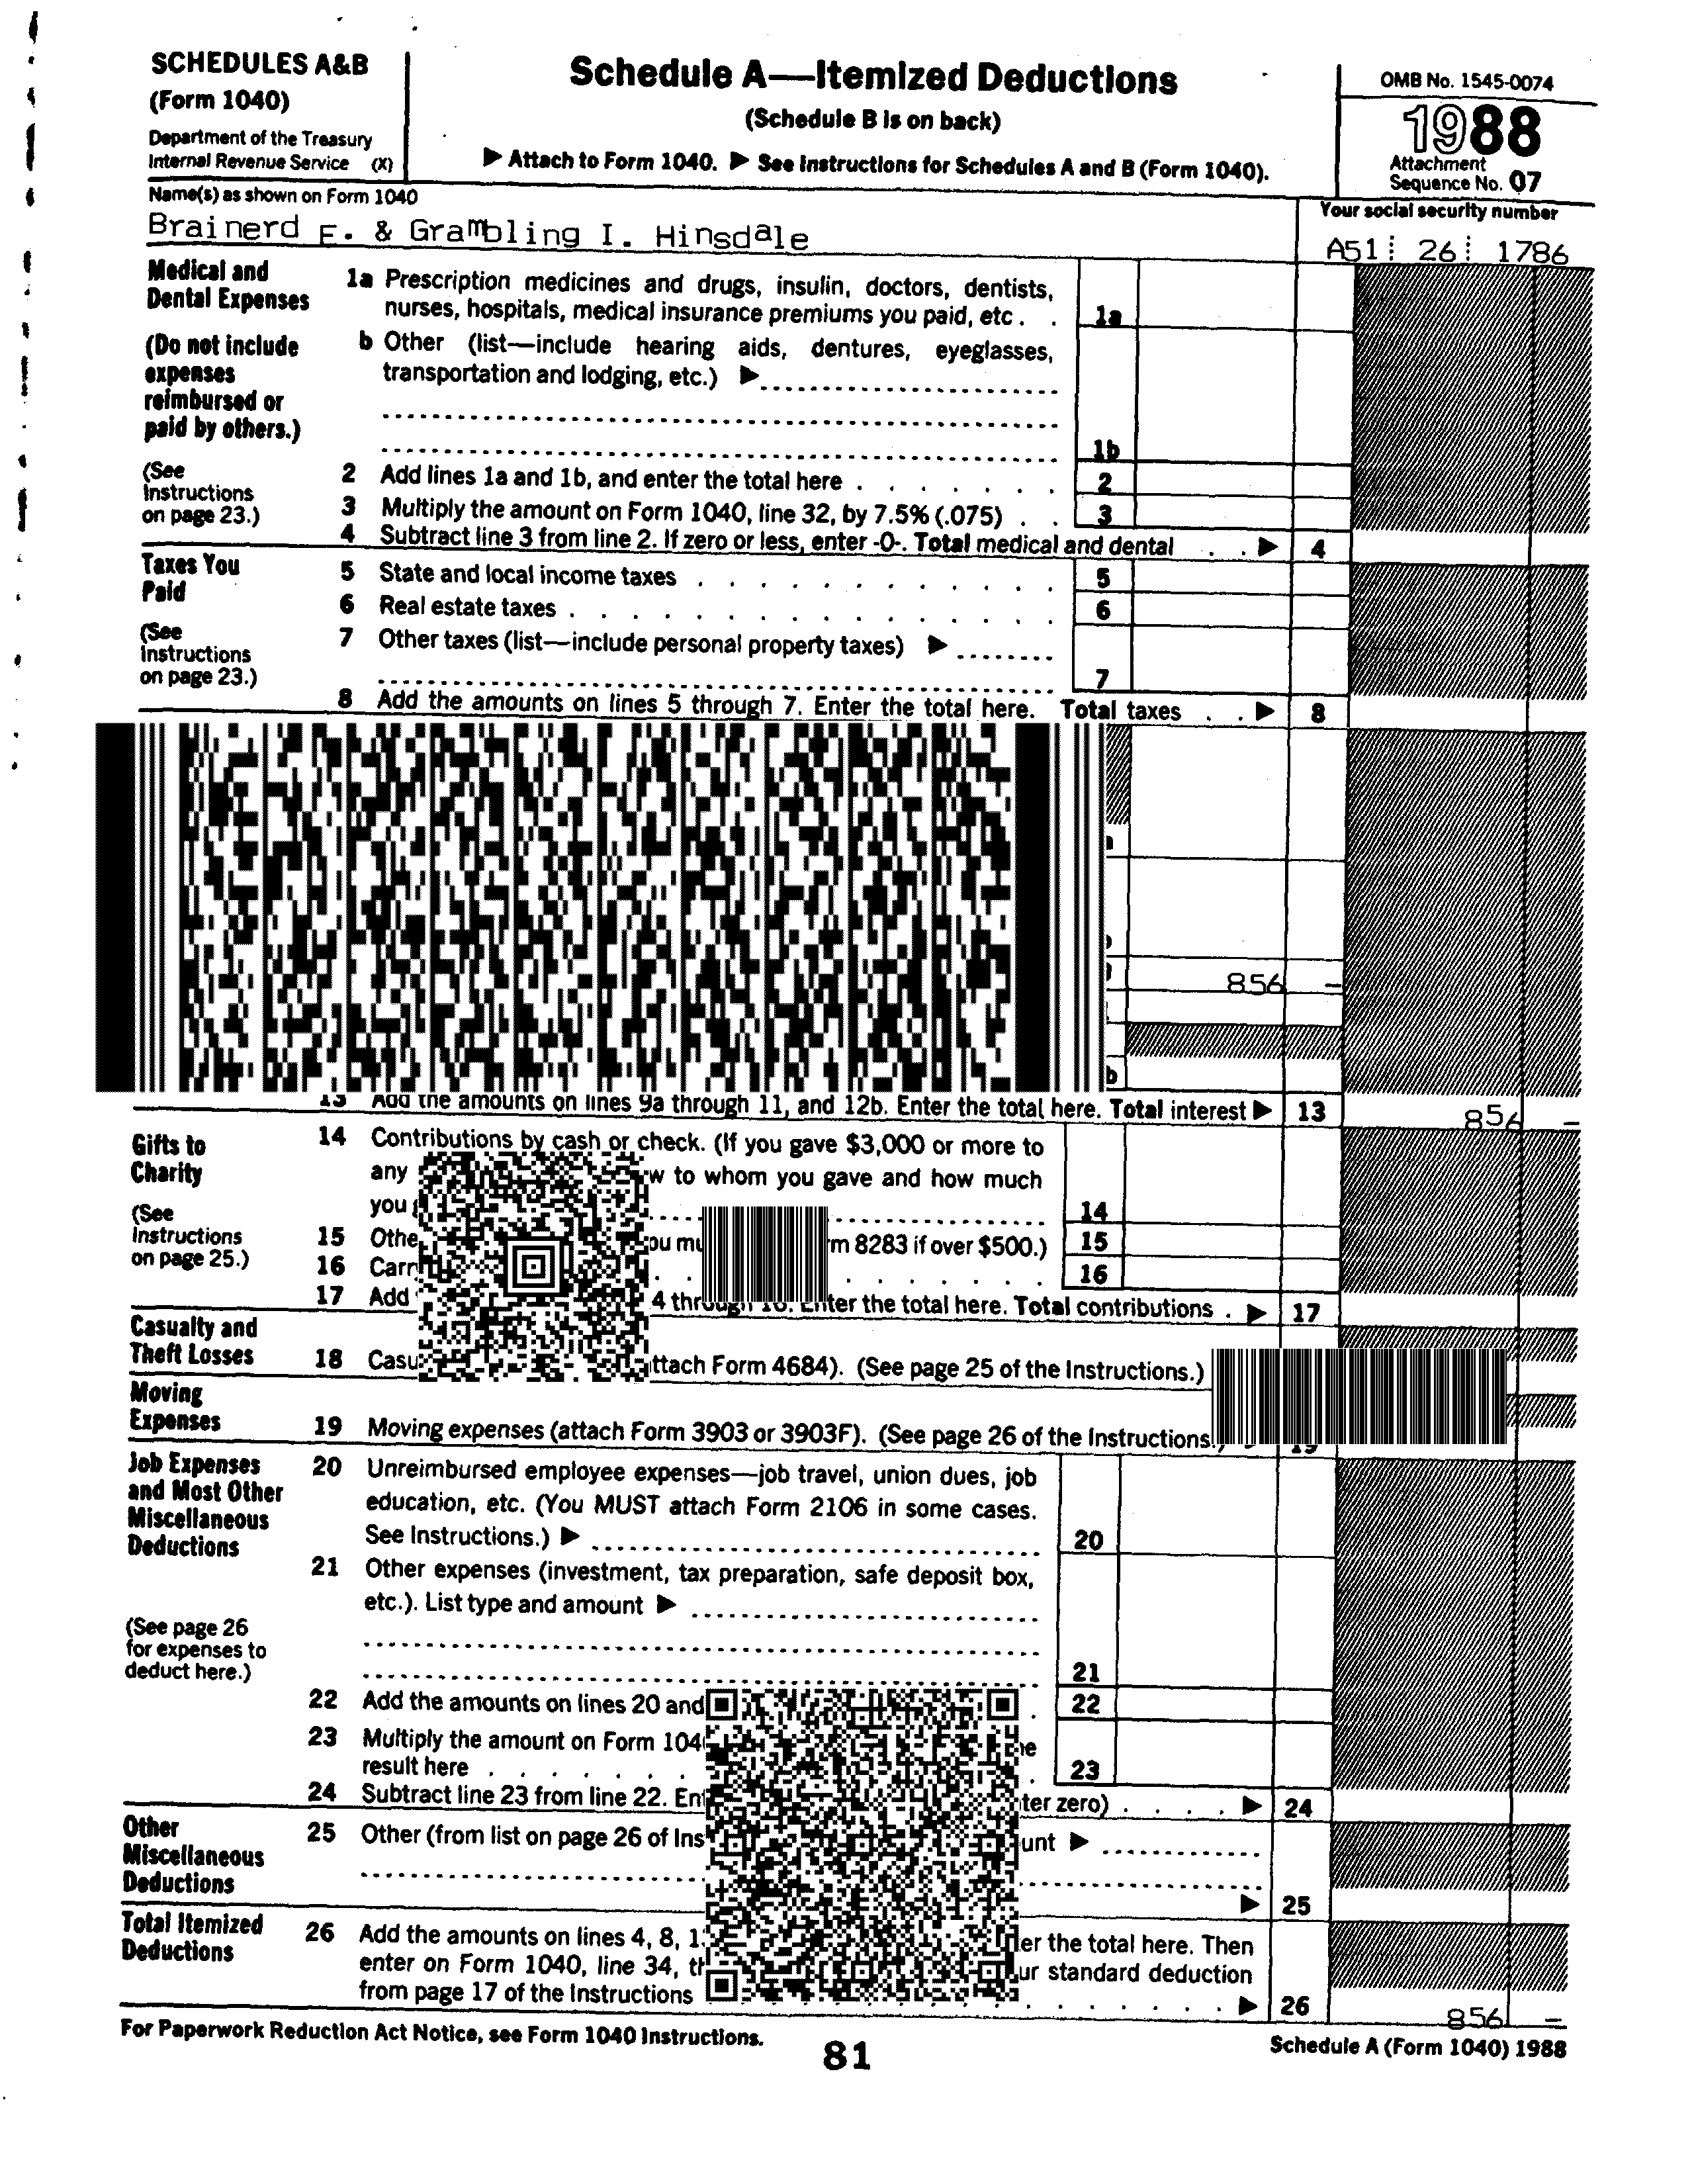 SCHEDULES A&B
(Form 1040)
Department of the Treasury
Internal Revenue Service (X)
Schedule A—Itemized Deductions
(Schedule B is on back)
▶ Attach to Form 1040. ▶ See Instructions for Schedules A and B (Form 1040).
OMB No. 1545-0074
1988
Attachment
Sequence No. 07
Name(s) as shown on Form 1040
Brainerd F. & Grambling I. Hinsdale
Your social security number
A51 26 1786
Medical and
Dental Expenses
(Do not include
expenses
reimbursed or
paid by others.)
(See
Instructions
on page 23.)
1a Prescription medicines and drugs, insulin, doctors, dentists,
nurses, hospitals, medical insurance premiums you paid, etc . . 1a
b Other (list—include hearing aids, dentures, eyeglasses,
transportation and lodging, etc.) ▶
1b
2 Add lines 1a and 1b, and enter the total here . . . . . . . 2
3 Multiply the amount on Form 1040, line 32, by 7.5% (.075) . . 3
4 Subtract line 3 from line 2. If zero or less, enter -0-. Total medical and dental . . ▶ 4
Taxes You
Paid
(See
Instructions
on page 23.)
5 State and local income taxes . . . . . . . . . . . . 5
6 Real estate taxes . . . . . . . . . . . . . . . . 6
7 Other taxes (list—include personal property taxes) ▶
7
8 Add the amounts on lines 5 through 7. Enter the total here. Total taxes . . ▶ 8
856 –
b
13 Add the amounts on lines 9a through 11, and 12b. Enter the total here. Total interest ▶ 13 856 –
Gifts to
Charity
(See
Instructions
on page 25.)
14 Contributions by cash or check. (If you gave $3,000 or more to
any w to whom you gave and how much
you 14
15 Othe ou mu m 8283 if over $500.) 15
16 Carr 16
17 Add 4 through 16. Enter the total here. Total contributions . ▶ 17
Casualty and
Theft Losses
18 Casu ttach Form 4684). (See page 25 of the Instructions.)
Moving
Expenses
19 Moving expenses (attach Form 3903 or 3903F). (See page 26 of the Instructions.) ▶ 19
Job Expenses
and Most Other
Miscellaneous
Deductions
(See page 26
for expenses to
deduct here.)
20 Unreimbursed employee expenses—job travel, union dues, job
education, etc. (You MUST attach Form 2106 in some cases.
See Instructions.) ▶ 20
21 Other expenses (investment, tax preparation, safe deposit box,
etc.). List type and amount ▶
21
22 Add the amounts on lines 20 and . 22
23 Multiply the amount on Form 104 he
result here . . . . . . . 23
24 Subtract line 23 from line 22. Ent ter zero) . . . . ▶ 24
Other
Miscellaneous
Deductions
25 Other (from list on page 26 of Ins unt ▶
▶ 25
Total Itemized
Deductions
26 Add the amounts on lines 4, 8, 1 er the total here. Then
enter on Form 1040, line 34, th ur standard deduction
from page 17 of the Instructions . . . . . . . ▶ 26 856 –
For Paperwork Reduction Act Notice, see Form 1040 Instructions.
81
Schedule A (Form 1040) 1988